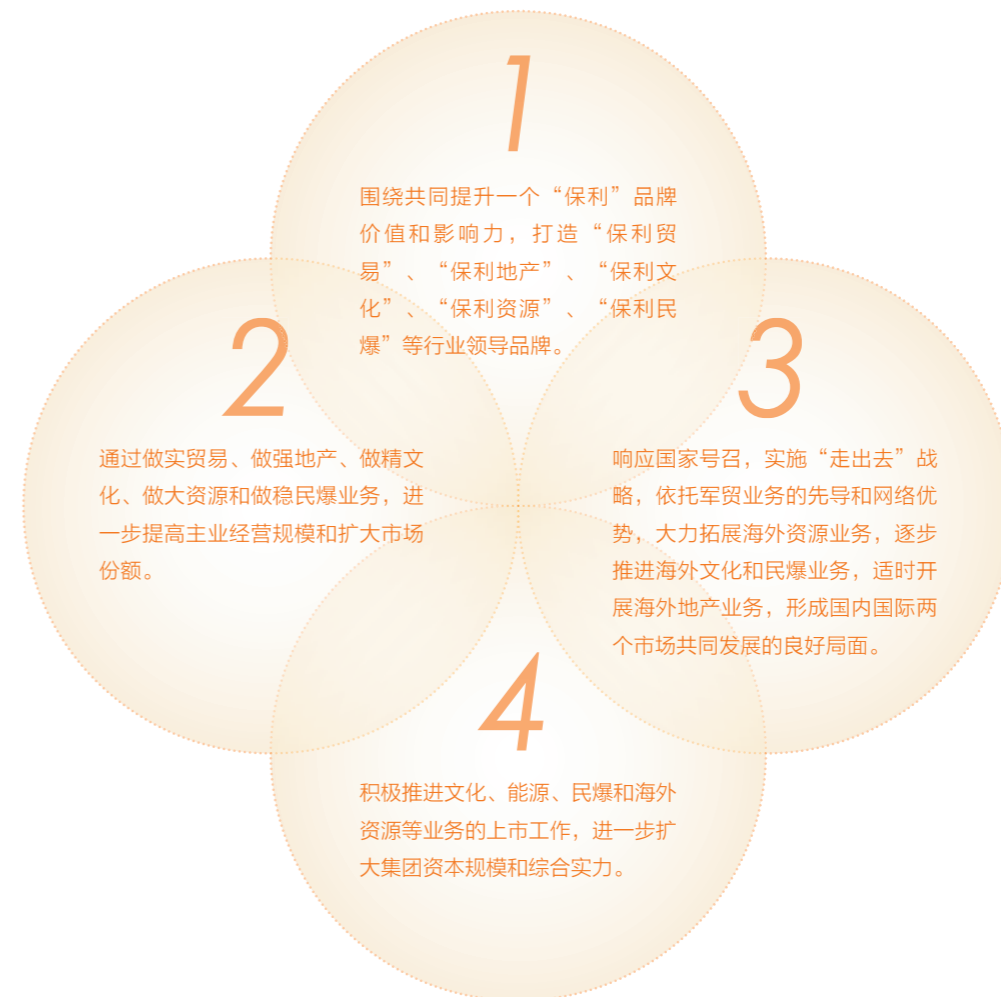 1
围绕共同提升一个“保利”品牌
价值和影响力，打造“保利贸
易”、“保利地产”、“保利文
化”、“保利资源”、“保利民
爆”等行业领导品牌。
2
通过做实贸易、做强地产、做精文
化、做大资源和做稳民爆业务，进
一步提高主业经营规模和扩大市场
份额。
3
响应国家号召，实施“走出去”战
略，依托军贸业务的先导和网络优
势，大力拓展海外资源业务，逐步
推进海外文化和民爆业务，适时开
展海外地产业务，形成国内国际两
个市场共同发展的良好局面。
4
积极推进文化、能源、民爆和海外
资源等业务的上市工作，进一步扩
大集团资本规模和综合实力。